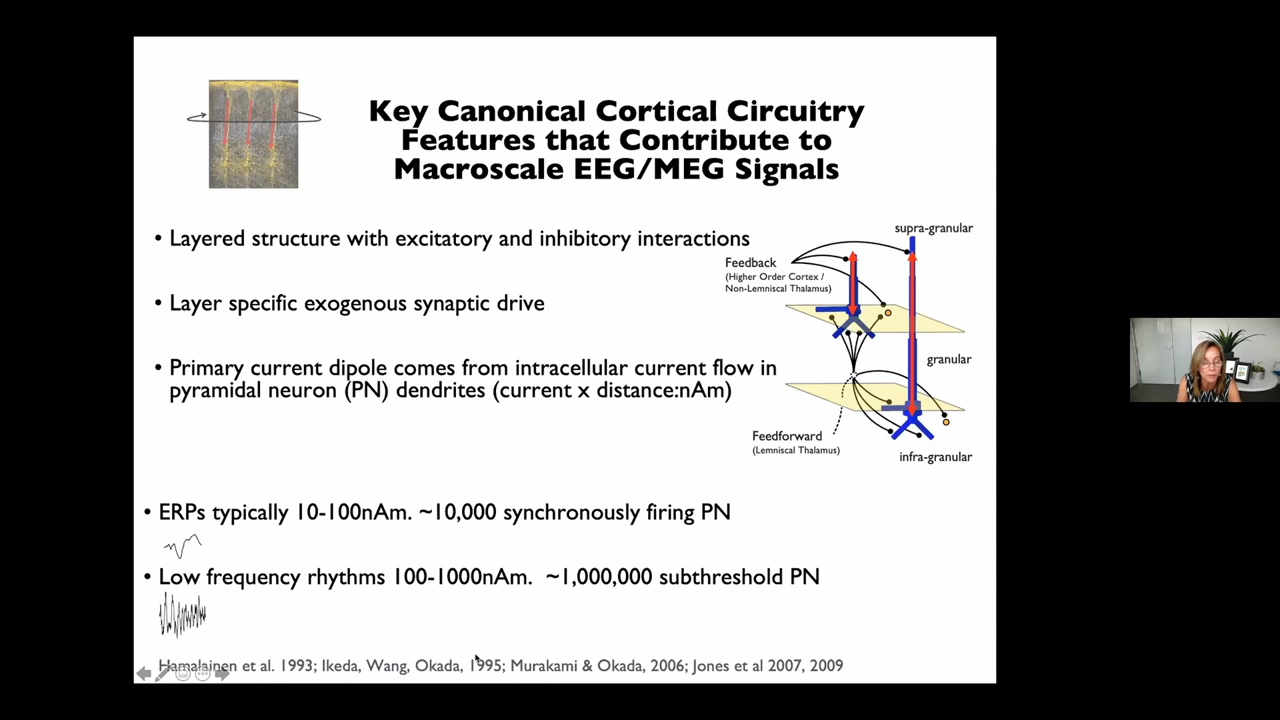 Key Canonical Cortical Circuitry
Features that Contribute to
Macroscale EEG/MEG Signals
• Layered structure with excitatory and inhibitory interactions
• Layer specific exogenous synaptic drive
• Primary current dipole comes from intracellular current flow in
pyramidal neuron (PN) dendrites (current x distance:nAm)
supra-granular
Feedback
(Higher Order Cortex /
Non-Lemniscal Thalamus)
granular
Feedforward
(Lemniscal Thalamus)
infra-granular
• ERPs typically 10-100nAm. ~10,000 synchronously firing PN
• Low frequency rhythms 100-1000nAm. ~1,000,000 subthreshold PN
Hamalainen et al. 1993; Ikeda, Wang, Okada, 1995; Murakami & Okada, 2006; Jones et al 2007, 2009